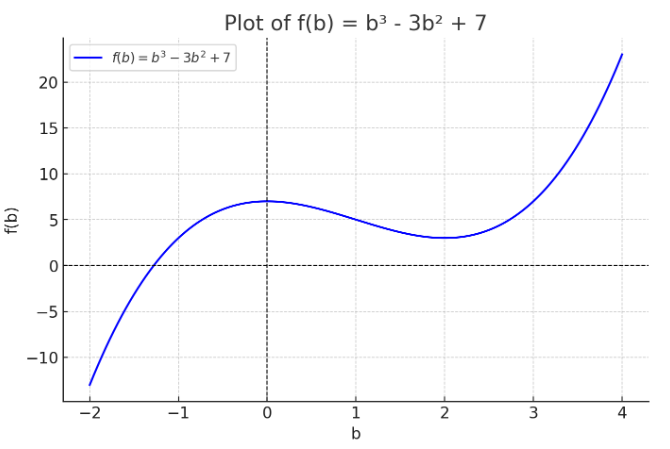 Plot of f(b) = b³ - 3b² + 7
f(b) = b³ − 3b² + 7
20
15
10
5
0
−5
−10
f(b)
−2 −1 0 1 2 3 4
b